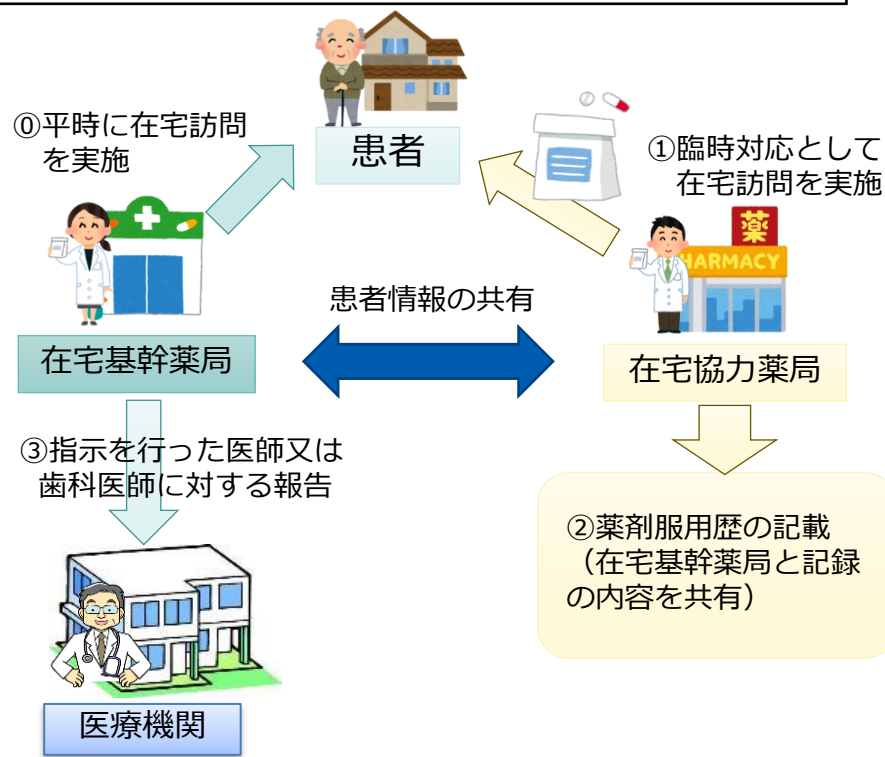 ⓪平時に在宅訪問
を実施
患者
①臨時対応として
在宅訪問を実施
薬
HARMACY
患者情報の共有
在宅基幹薬局
在宅協力薬局
③指示を行った医師又は
歯科医師に対する報告
②薬剤服用歴の記載
（在宅基幹薬局と記録
の内容を共有）
医療機関